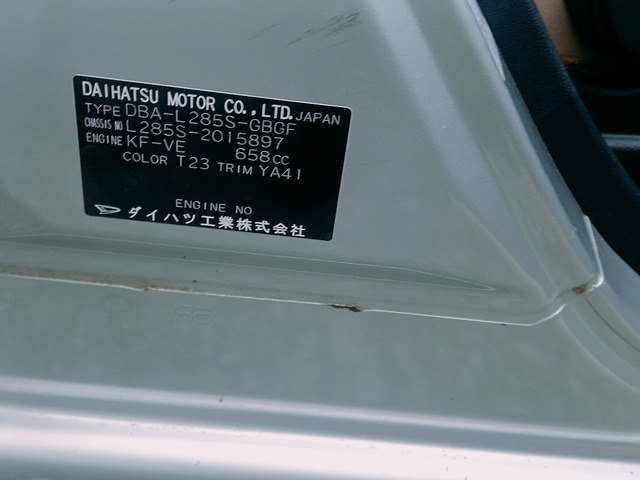 DAIHATSU MOTOR CO., LTD. JAPAN
TYPE DBA-L285S-GBGF
CHASSIS NO L285S-2015897
ENGINE KF-VE 658CC
COLOR T23 TRIM YA41
ENGINE NO
ダイハツ工業株式会社